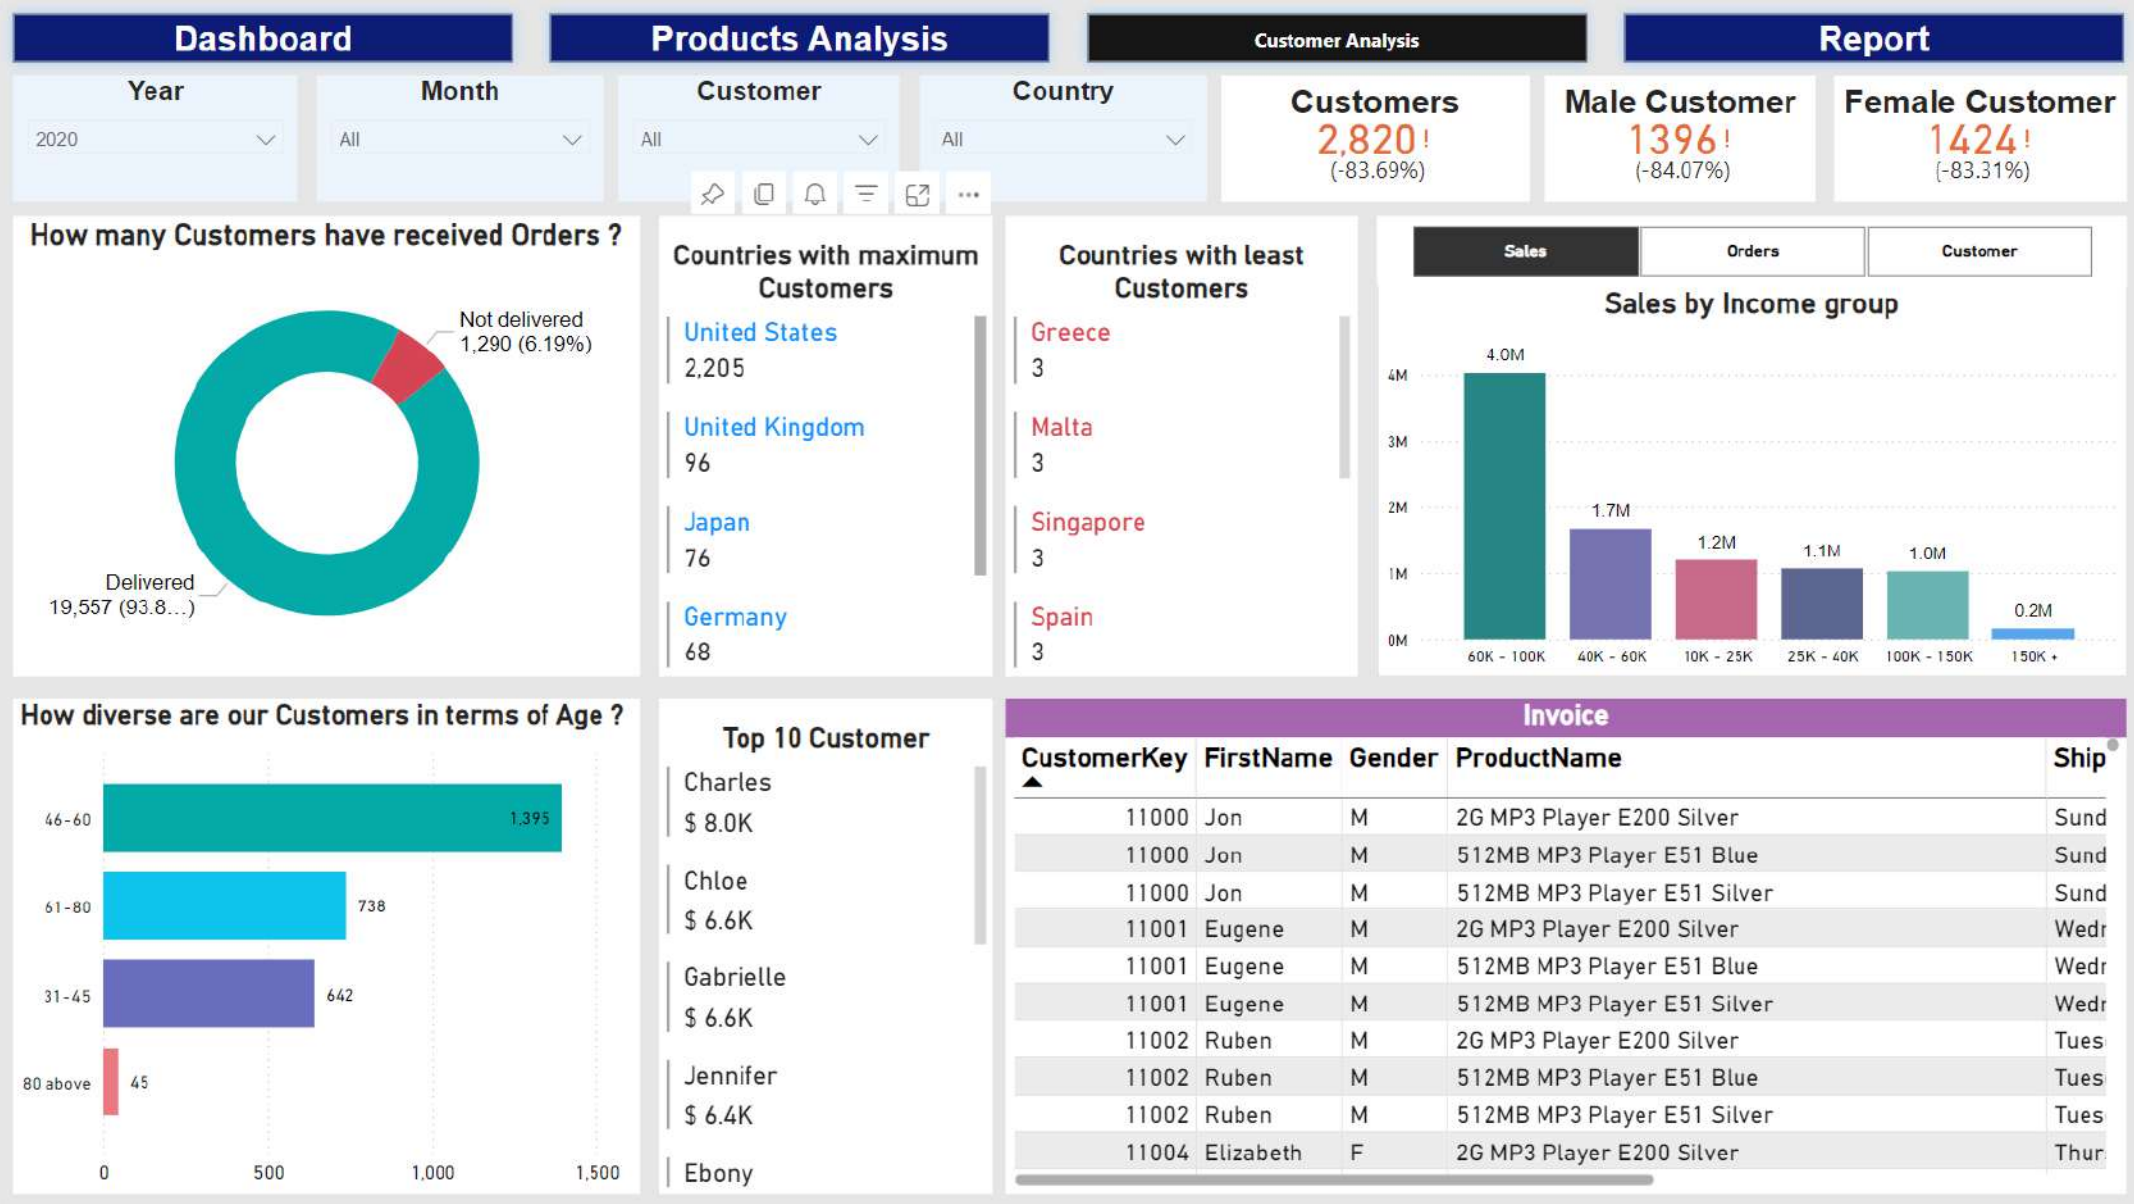 Dashboard
Products Analysis
Customer Analysis
Report
Year
2020
Month
All
Customer
All
Country
All
Customers
2,820!
(-83.69%)
Male Customer
1396!
(-84.07%)
Female Customer
1424!
(-83.31%)
How many Customers have received Orders ?
Not delivered
1,290 (6.19%)
Delivered
19,557 (93.8...)
Countries with maximum
Customers
United States
2,205
United Kingdom
96
Japan
76
Germany
68
Countries with least
Customers
Greece
3
Malta
3
Singapore
3
Spain
3
Sales
Orders
Customer
Sales by Income group
4M
3M
2M
1M
0M
4.0M
1.7M
1.2M
1.1M
1.0M
0.2M
60K - 100K
40K - 60K
10K - 25K
25K - 40K
100K - 150K
150K +
How diverse are our Customers in terms of Age ?
46-60
1,395
61-80
738
31-45
642
80 above
45
0
500
1,000
1,500
Top 10 Customer
Charles
$ 8.0K
Chloe
$ 6.6K
Gabrielle
$ 6.6K
Jennifer
$ 6.4K
Ebony
Invoice
CustomerKey FirstName Gender ProductName Ship
11000 Jon M 2G MP3 Player E200 Silver Sund
11000 Jon M 512MB MP3 Player E51 Blue Sund
11000 Jon M 512MB MP3 Player E51 Silver Sund
11001 Eugene M 2G MP3 Player E200 Silver Wedr
11001 Eugene M 512MB MP3 Player E51 Blue Wedr
11001 Eugene M 512MB MP3 Player E51 Silver Wedr
11002 Ruben M 2G MP3 Player E200 Silver Tues
11002 Ruben M 512MB MP3 Player E51 Blue Tues
11002 Ruben M 512MB MP3 Player E51 Silver Tues
11004 Elizabeth F 2G MP3 Player E200 Silver Thur